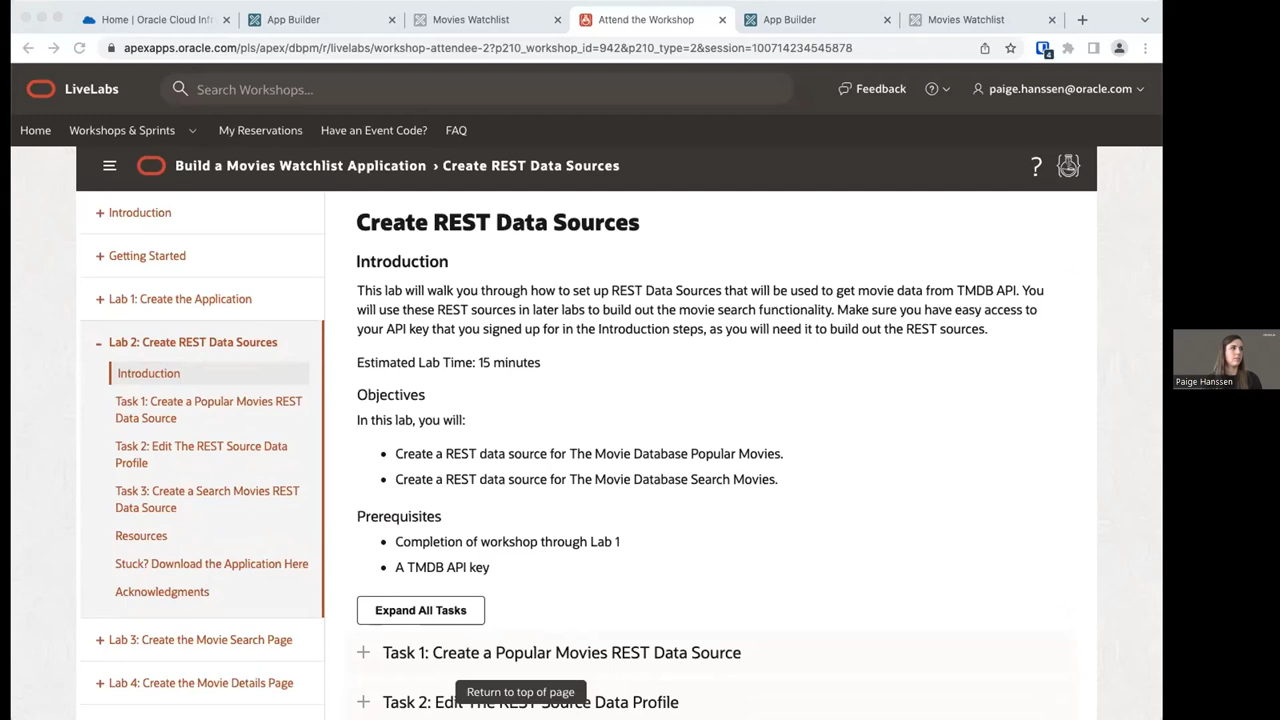 Home | Oracle Cloud Inf
App Builder
Movies Watchlist
Attend the Workshop
App Builder
Movies Watchlist
apexapps.oracle.com/pls/apex/dbpm/r/livelabs/workshop-attendee-2?p210_workshop_id=942&p210_type=2&session=100714234545878
LiveLabs
Search Workshops...
Feedback
paige.hanssen@oracle.com
Home
Workshops & Sprints
My Reservations
Have an Event Code?
FAQ
Build a Movies Watchlist Application › Create REST Data Sources
?
+ Introduction
+ Getting Started
+ Lab 1: Create the Application
- Lab 2: Create REST Data Sources
Introduction
Task 1: Create a Popular Movies REST
Data Source
Task 2: Edit The REST Source Data
Profile
Task 3: Create a Search Movies REST
Data Source
Resources
Stuck? Download the Application Here
Acknowledgments
+ Lab 3: Create the Movie Search Page
+ Lab 4: Create the Movie Details Page
Create REST Data Sources
Introduction
This lab will walk you through how to set up REST Data Sources that will be used to get movie data from TMDB API. You
will use these REST sources in later labs to build out the movie search functionality. Make sure you have easy access to
your API key that you signed up for in the Introduction steps, as you will need it to build out the REST sources.
Estimated Lab Time: 15 minutes
Objectives
In this lab, you will:
• Create a REST data source for The Movie Database Popular Movies.
• Create a REST data source for The Movie Database Search Movies.
Prerequisites
• Completion of workshop through Lab 1
• A TMDB API key
Expand All Tasks
+ Task 1: Create a Popular Movies REST Data Source
Return to top of page
+ Task 2: Edit The REST Source Data Profile
Paige Hanssen